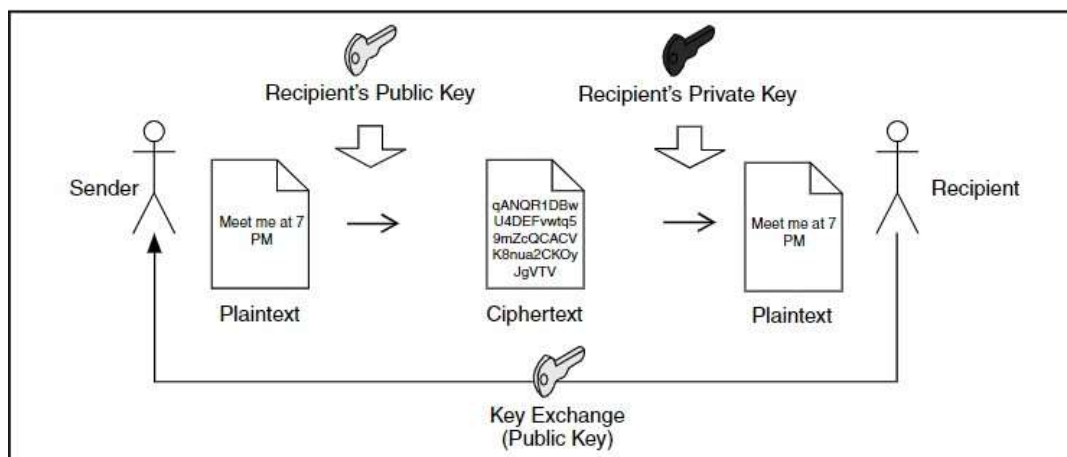 Recipient's Public Key
Recipient's Private Key
Sender
Meet me at 7
PM
qANQR1DBw
U4DEFvwtq5
9mZcQCACV
K8nua2CKOy
JgVTV
Meet me at 7
PM
Recipient
Plaintext
Ciphertext
Plaintext
Key Exchange
(Public Key)